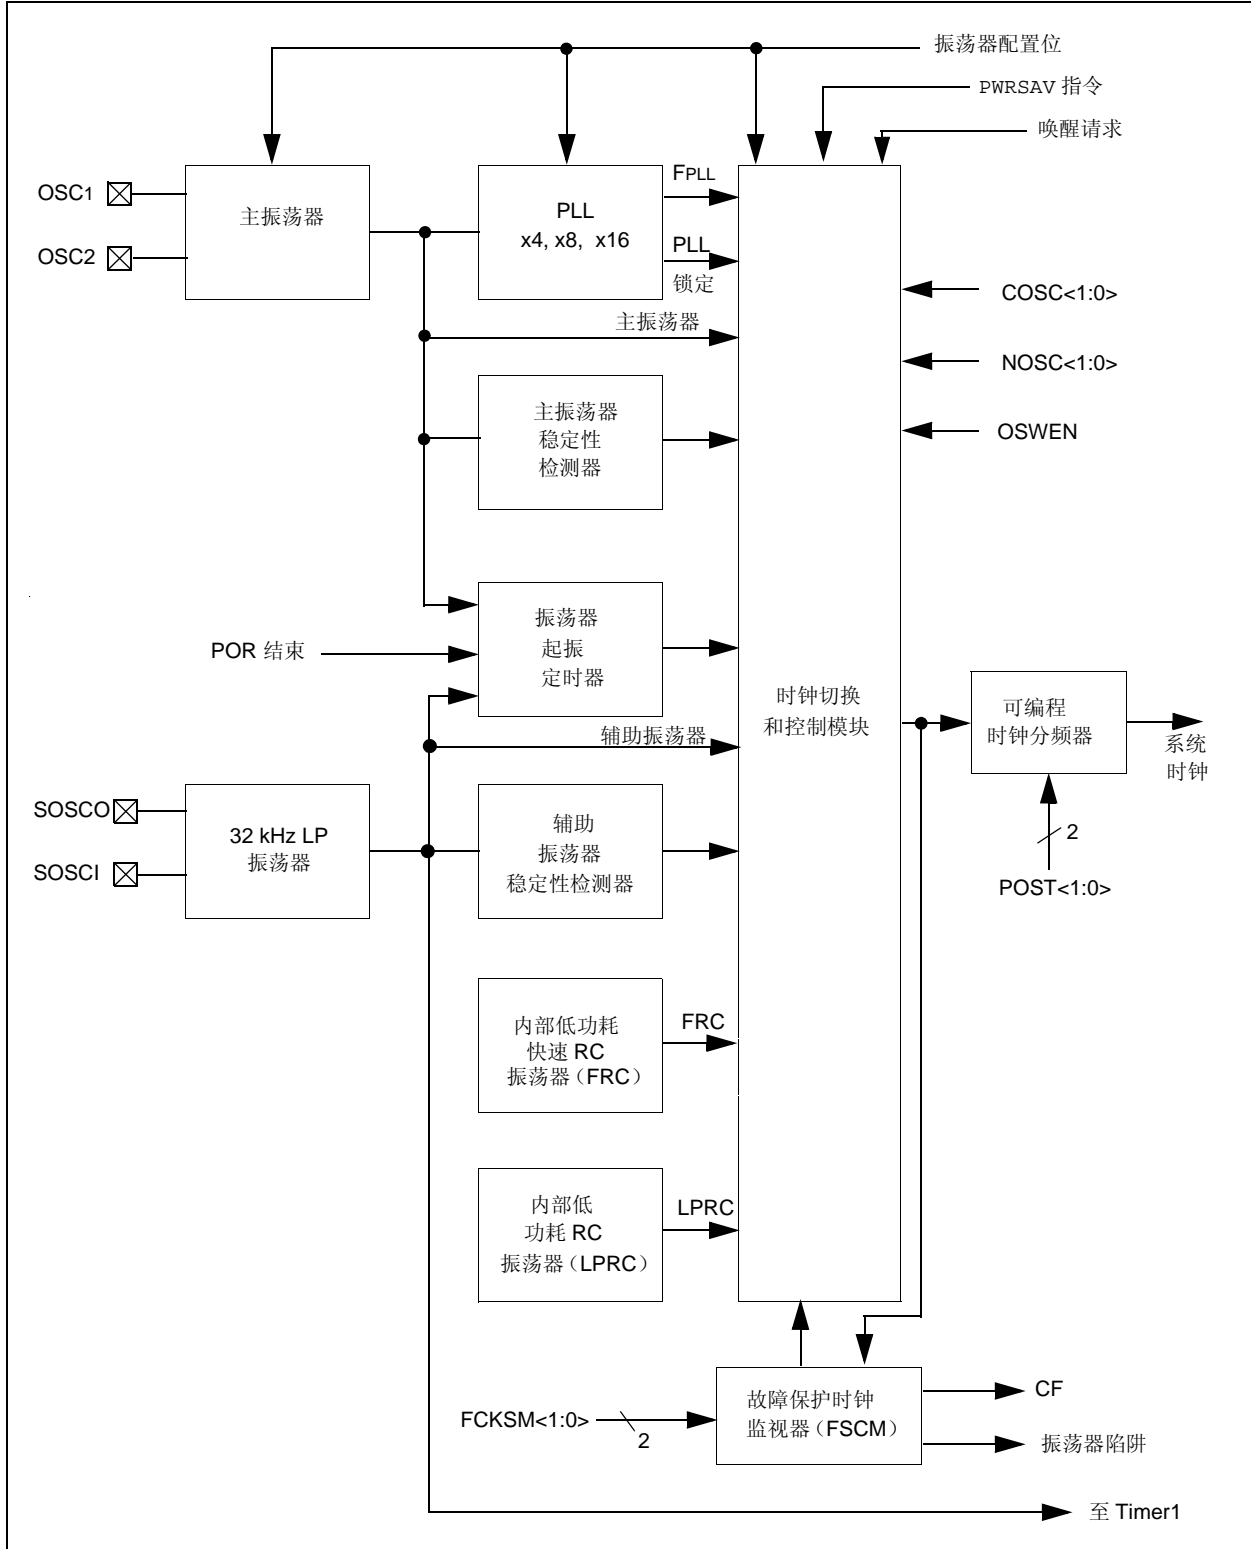 振荡器配置位
PWRSAV 指令
唤醒请求
OSC1
OSC2
主振荡器
PLL
x4, x8, x16
FPLL
PLL
锁定
主振荡器
COSC<1:0>
NOSC<1:0>
OSWEN
主振荡器
稳定性
检测器
POR 结束
振荡器
起振
定时器
时钟切换
和控制模块
可编程
时钟分频器
系统
时钟
辅助振荡器
SOSCO
SOSCI
32 kHz LP
振荡器
辅助
振荡器
稳定性检测器
2
POST<1:0>
内部低功耗
快速 RC
振荡器（FRC）
FRC
内部低
功耗 RC
振荡器（LPRC）
LPRC
FCKSM<1:0>
2
故障保护时钟
监视器（FSCM）
CF
振荡器陷阱
至 Timer1